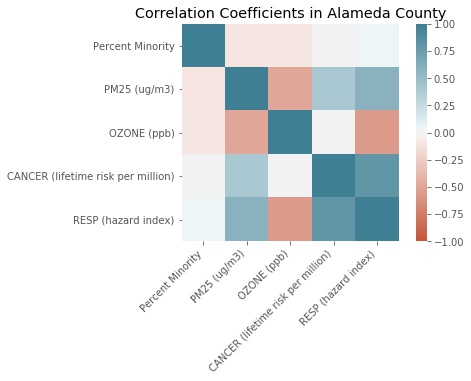 Correlation Coefficients in Alameda County
Percent Minority
PM25 (ug/m3)
OZONE (ppb)
CANCER (lifetime risk per million)
RESP (hazard index)
Percent Minority
PM25 (ug/m3)
OZONE (ppb)
CANCER (lifetime risk per million)
RESP (hazard index)
1.00
0.75
0.50
0.25
0.00
−0.25
−0.50
−0.75
−1.00